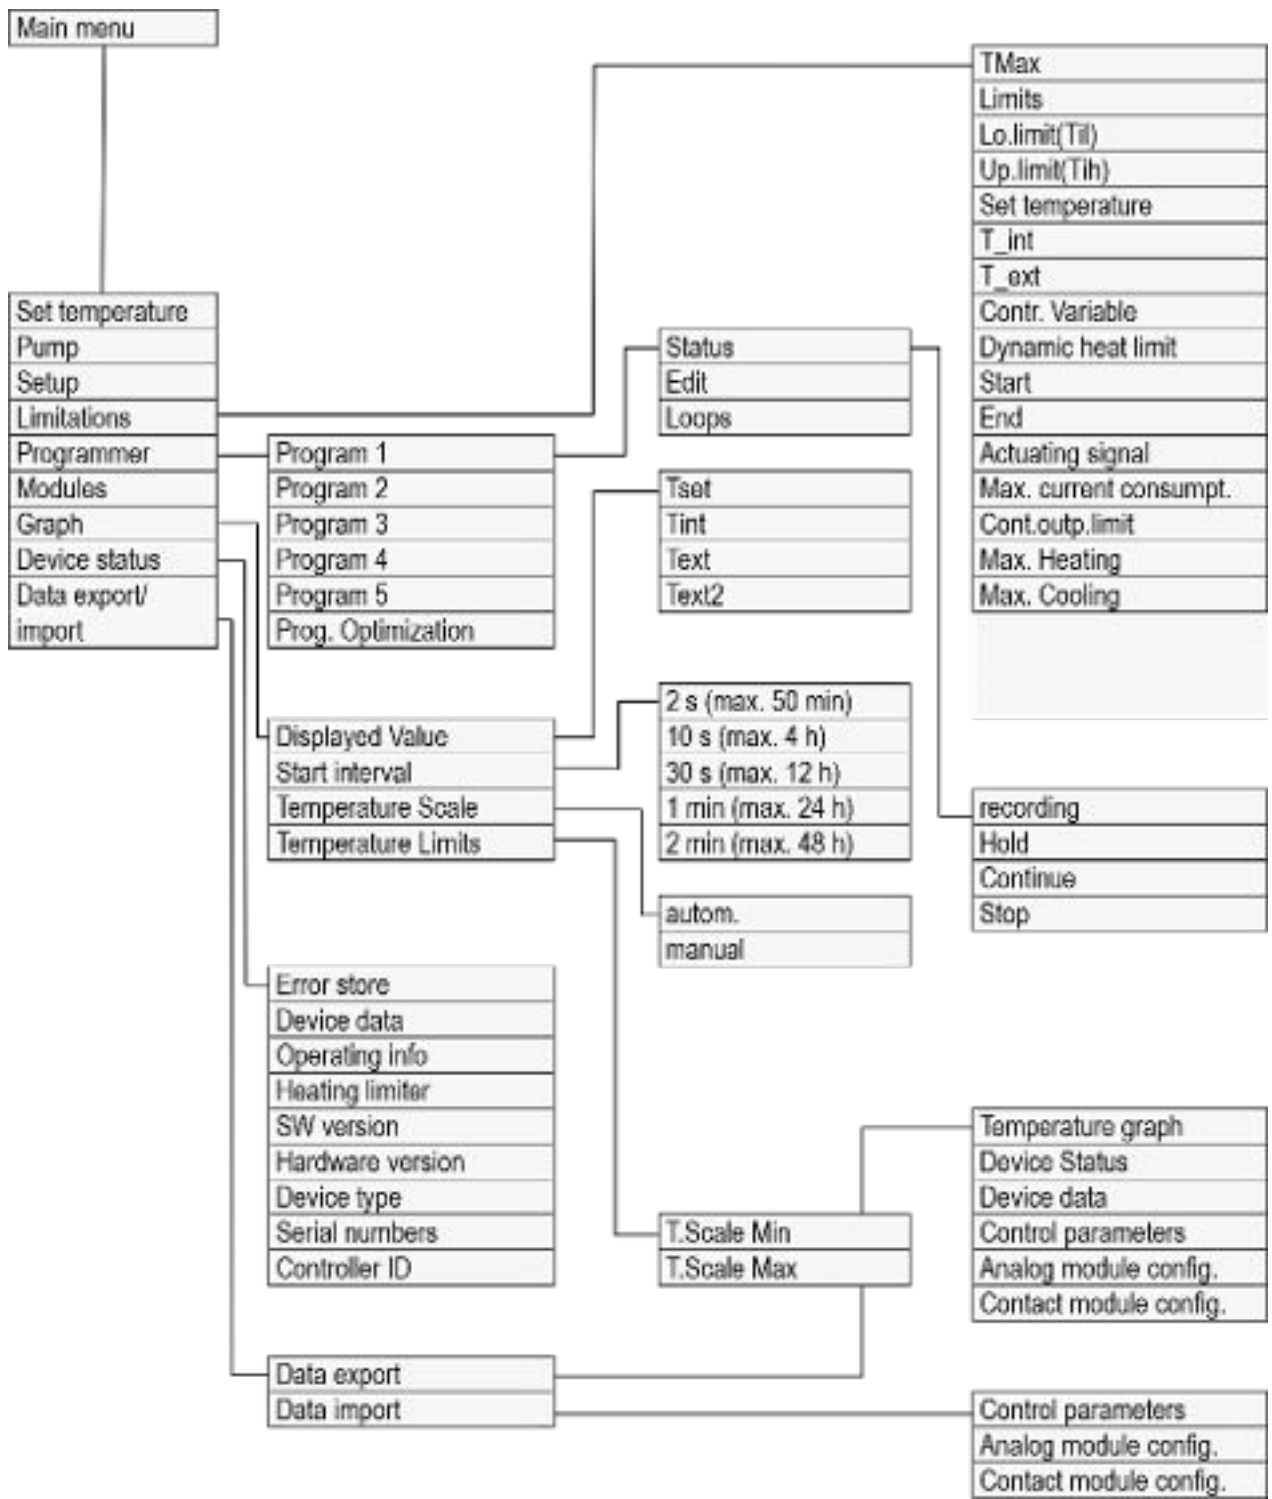 Main menu
Set temperature
Pump
Setup
Limitations
Programmer
Modules
Graph
Device status
Data export/
import
Program 1
Program 2
Program 3
Program 4
Program 5
Prog. Optimization
Displayed Value
Start interval
Temperature Scale
Temperature Limits
Error store
Device data
Operating info
Heating limiter
SW version
Hardware version
Device type
Serial numbers
Controller ID
Data export
Data import
Status
Edit
Loops
Tset
Tint
Text
Text2
2 s (max. 50 min)
10 s (max. 4 h)
30 s (max. 12 h)
1 min (max. 24 h)
2 min (max. 48 h)
autom.
manual
T.Scale Min
T.Scale Max
TMax
Limits
Lo.limit(Til)
Up.limit(Tih)
Set temperature
T_int
T_ext
Contr. Variable
Dynamic heat limit
Start
End
Actuating signal
Max. current consumpt.
Cont.outp.limit
Max. Heating
Max. Cooling
recording
Hold
Continue
Stop
Temperature graph
Device Status
Device data
Control parameters
Analog module config.
Contact module config.
Control parameters
Analog module config.
Contact module config.